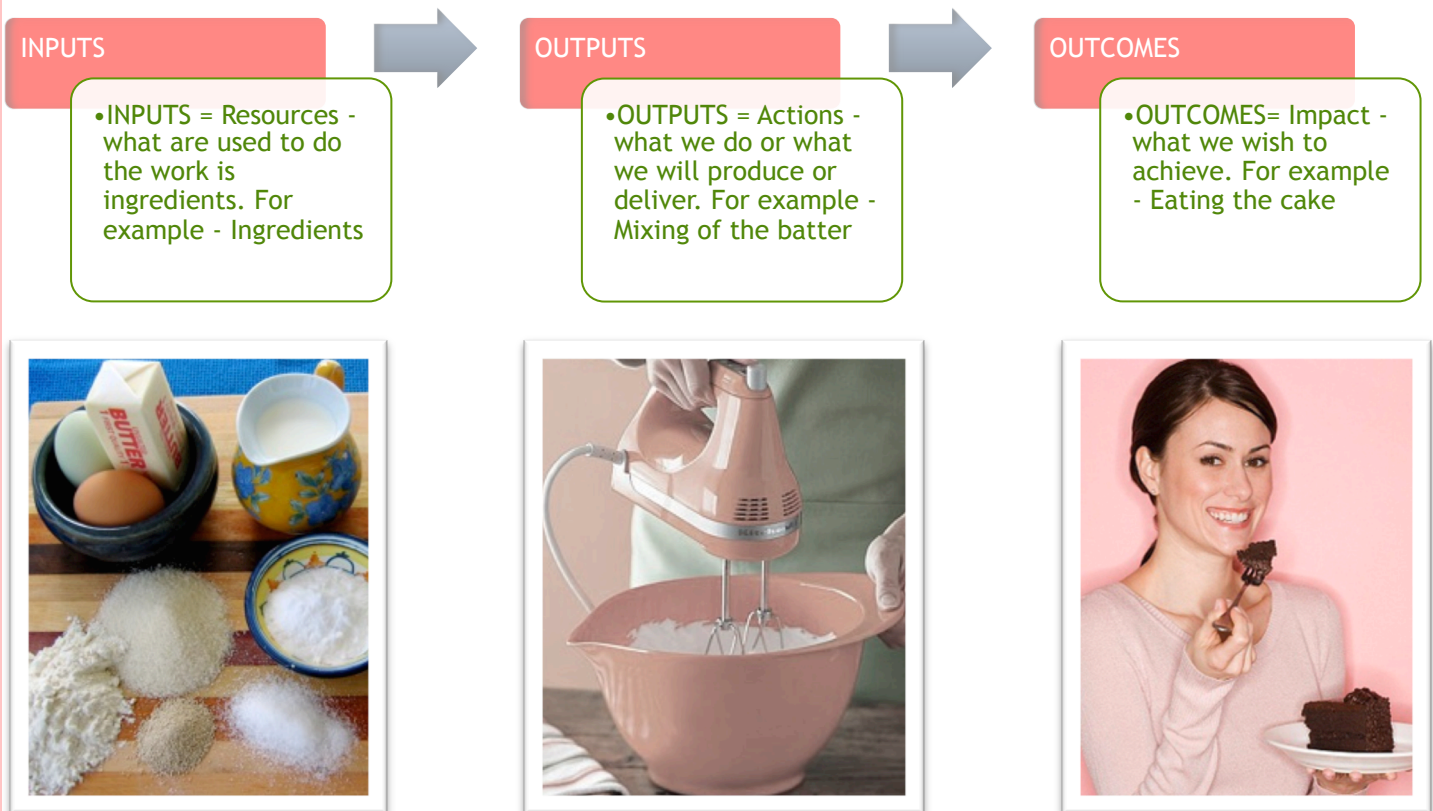 INPUTS
•INPUTS = Resources -
what are used to do
the work is
ingredients. For
example - Ingredients
OUTPUTS
•OUTPUTS = Actions -
what we do or what
we will produce or
deliver. For example -
Mixing of the batter
OUTCOMES
•OUTCOMES= Impact -
what we wish to
achieve. For example
- Eating the cake
BUTTER